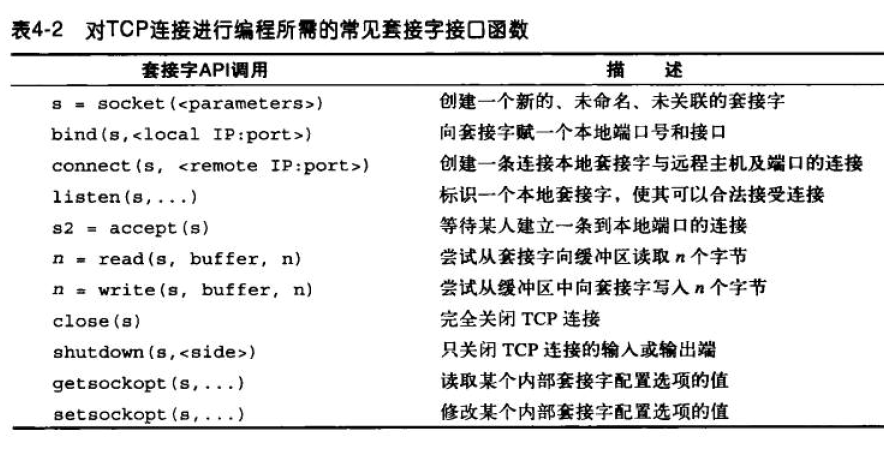 表4-2 对TCP连接进行编程所需的常见套接字接口函数
套接字API调用 描 述
s = socket(<parameters>) 创建一个新的、未命名、未关联的套接字
bind(s,<local IP:port>) 向套接字赋一个本地端口号和接口
connect(s, <remote IP:port>) 创建一条连接本地套接字与远程主机及端口的连接
listen(s,...) 标识一个本地套接字，使其可以合法接受连接
s2 = accept(s) 等待某人建立一条到本地端口的连接
n = read(s, buffer, n) 尝试从套接字向缓冲区读取 n 个字节
n = write(s, buffer, n) 尝试从缓冲区中向套接字写入 n 个字节
close(s) 完全关闭 TCP 连接
shutdown(s,<side>) 只关闭 TCP 连接的输入或输出端
getsockopt(s,...) 读取某个内部套接字配置选项的值
setsockopt(s,...) 修改某个内部套接字配置选项的值